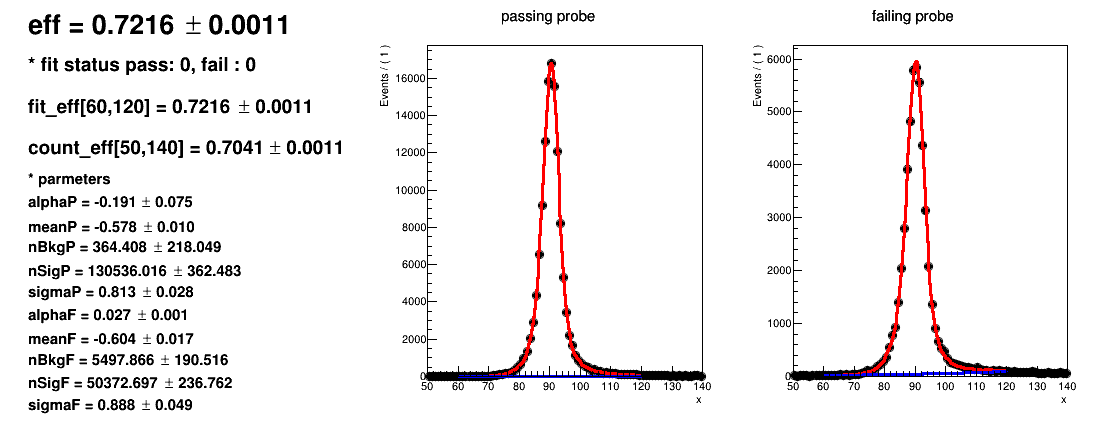 eff = 0.7216 ± 0.0011
* fit status pass: 0, fail : 0
fit_eff[60,120] = 0.7216 ± 0.0011
count_eff[50,140] = 0.7041 ± 0.0011
* parmeters
alphaP = -0.191 ± 0.075
meanP = -0.578 ± 0.010
nBkgP = 364.408 ± 218.049
nSigP = 130536.016 ± 362.483
sigmaP = 0.813 ± 0.028
alphaF = 0.027 ± 0.001
meanF = -0.604 ± 0.017
nBkgF = 5497.866 ± 190.516
nSigF = 50372.697 ± 236.762
sigmaF = 0.888 ± 0.049
passing probe
Events / ( 1 )
16000
14000
12000
10000
8000
6000
4000
2000
0
50 60 70 80 90 100 110 120 130 140
x
failing probe
Events / ( 1 )
6000
5000
4000
3000
2000
1000
0
50 60 70 80 90 100 110 120 130 140
x